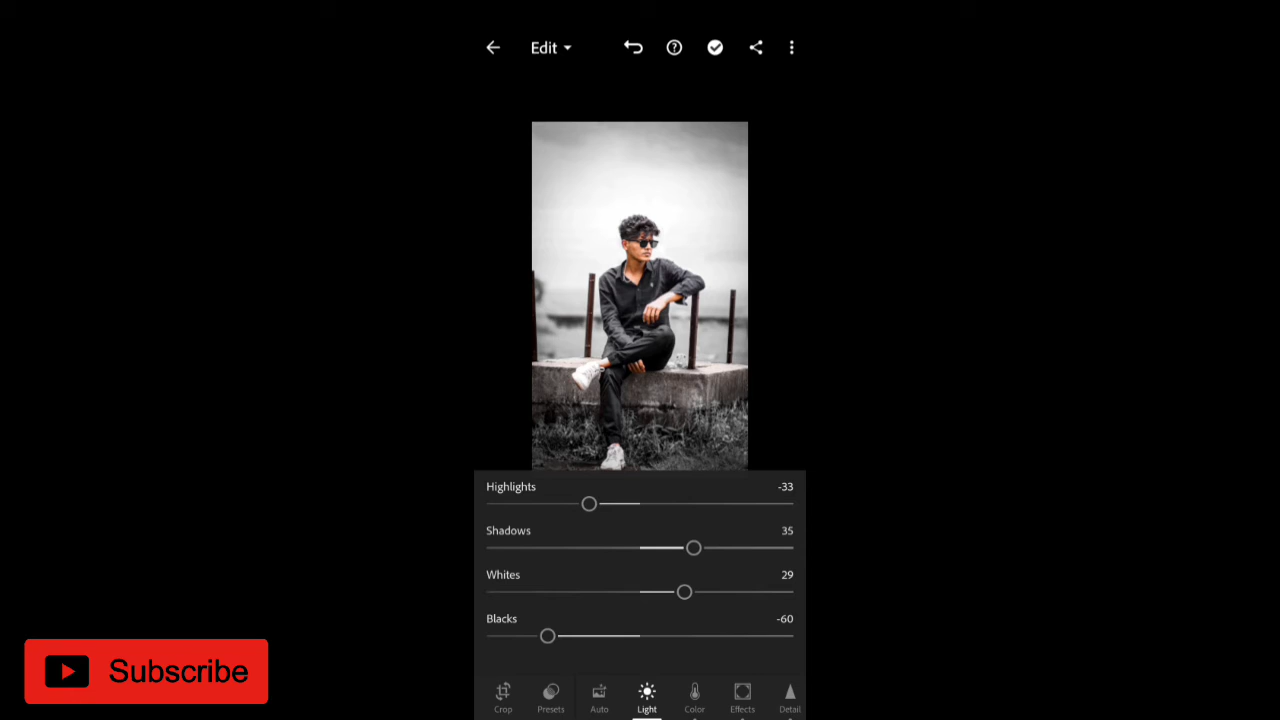 Edit
Highlights -33
Shadows 35
Whites 29
Blacks -60
Subscribe
Crop Presets Auto Light Color Effects Detail